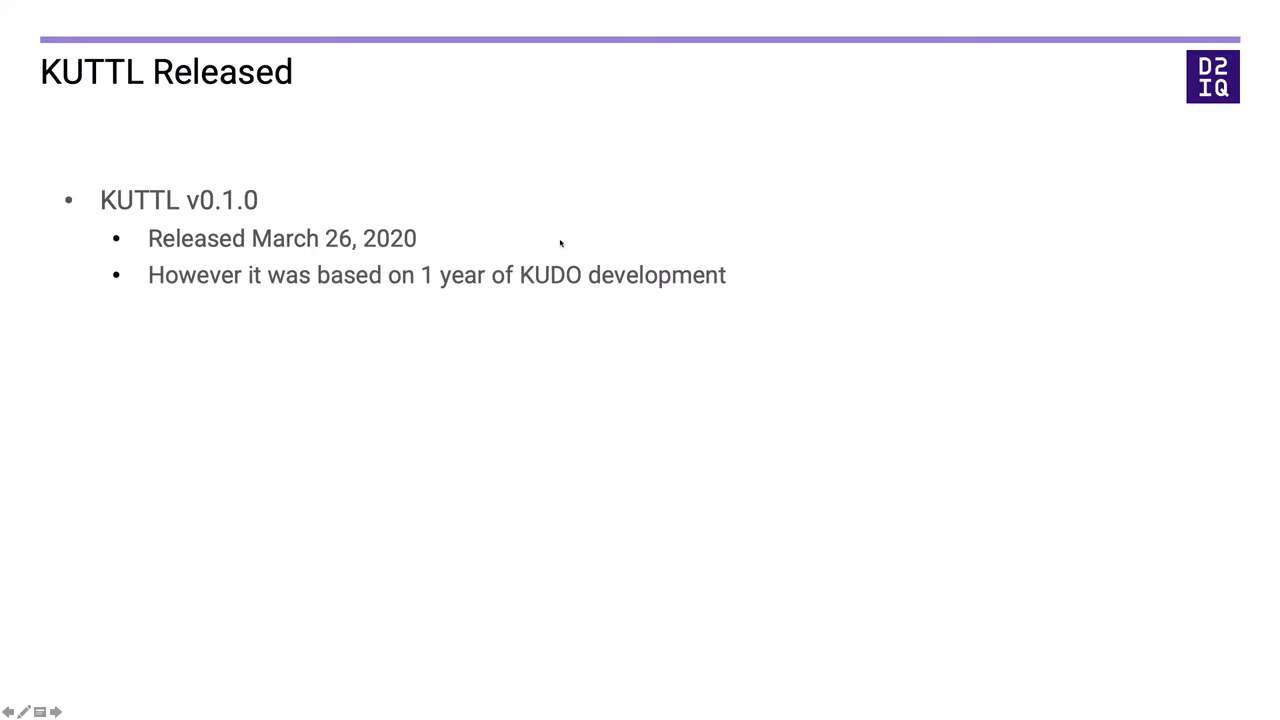 KUTTL Released
D2
IQ
• KUTTL v0.1.0
• Released March 26, 2020
• However it was based on 1 year of KUDO development